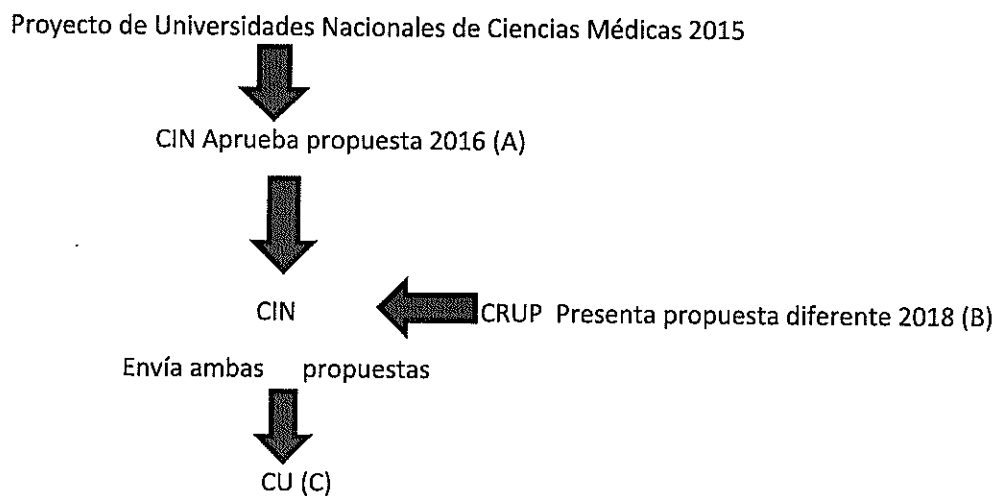 Proyecto de Universidades Nacionales de Ciencias Médicas 2015
CIN Aprueba propuesta 2016 (A)
CIN
CRUP Presenta propuesta diferente 2018 (B)
Envía ambas propuestas
CU (C)